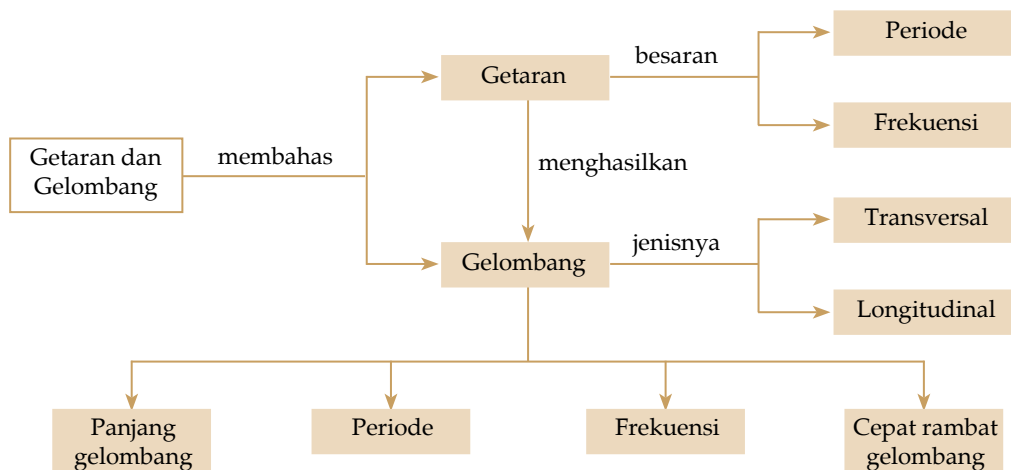 Periode
besaran
Getaran
Frekuensi
Getaran dan
Gelombang
membahas
menghasilkan
Transversal
jenisnya
Gelombang
Longitudinal
Panjang
gelombang
Periode
Frekuensi
Cepat rambat
gelombang